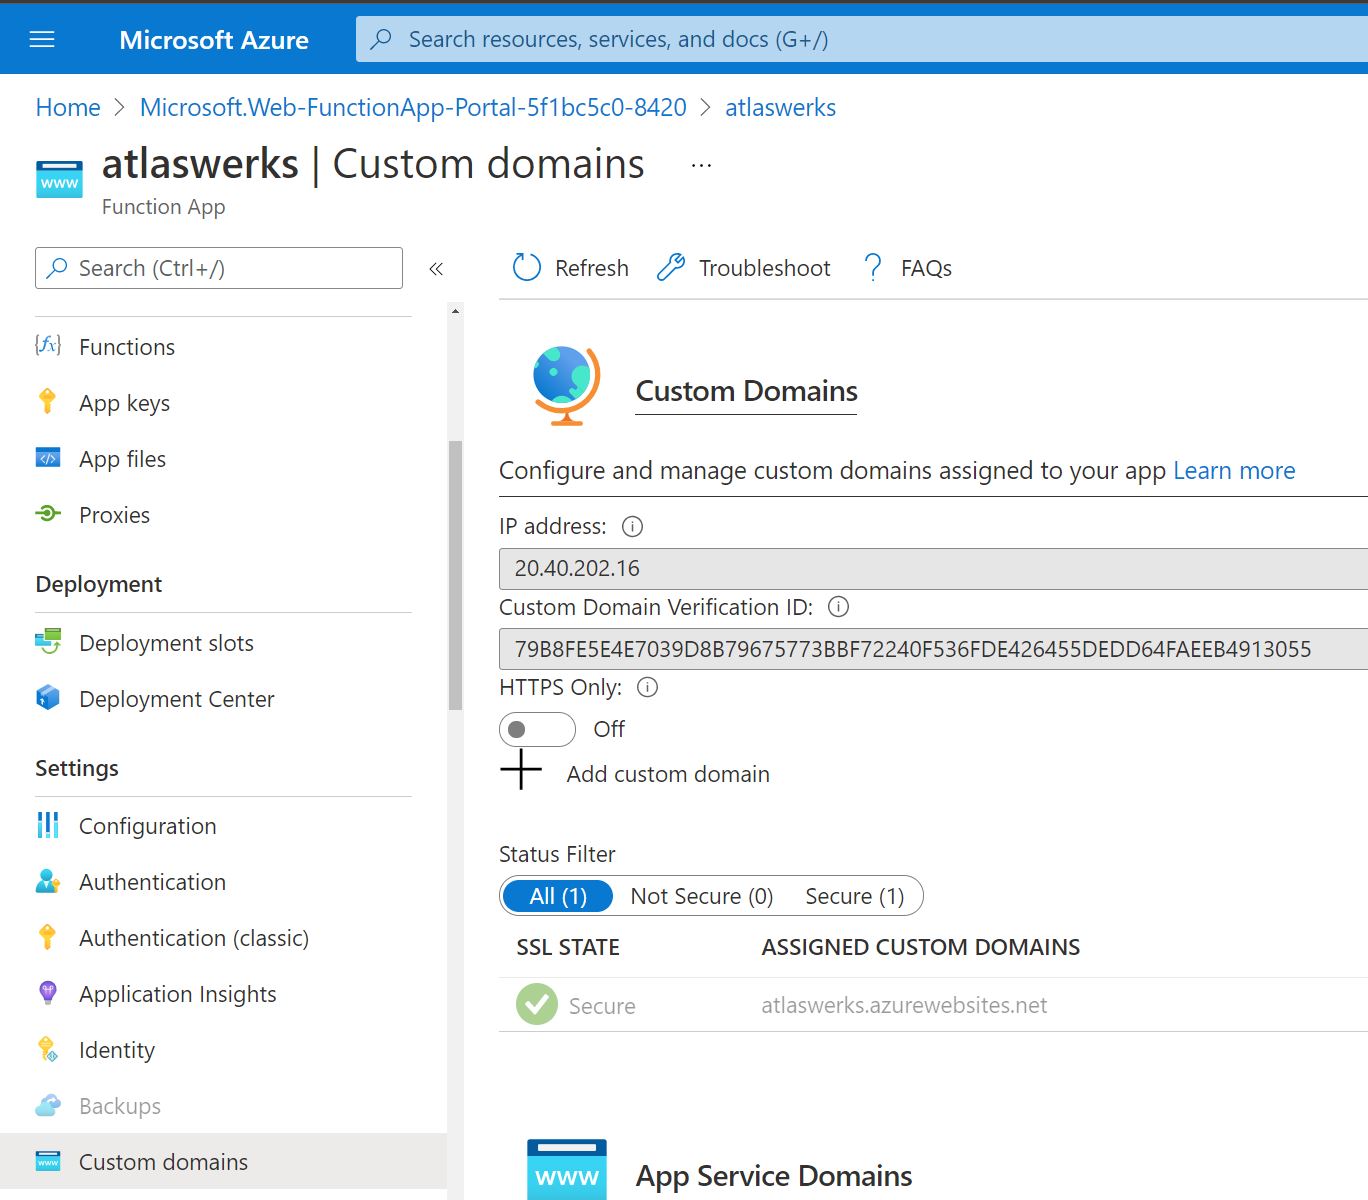 Microsoft Azure
Search resources, services, and docs (G+/)
Home > Microsoft.Web-FunctionApp-Portal-5f1bc5c0-8420 > atlaswerks
atlaswerks | Custom domains ...
www
Function App
Search (Ctrl+/)
«
Refresh
Troubleshoot
? FAQs
{fx} Functions
App keys
App files
Proxies
Deployment
Deployment slots
Deployment Center
Settings
Configuration
Authentication
Authentication (classic)
Application Insights
Identity
Backups
www Custom domains
Custom Domains
Configure and manage custom domains assigned to your app Learn more
IP address:
20.40.202.16
Custom Domain Verification ID:
79B8FE5E4E7039D8B79675773BBF72240F536FDE426455DEDD64FAEEB4913055
HTTPS Only:
Off
Add custom domain
Status Filter
All (1) Not Secure (0) Secure (1)
SSL STATE ASSIGNED CUSTOM DOMAINS
Secure atlaswerks.azurewebsites.net
www App Service Domains